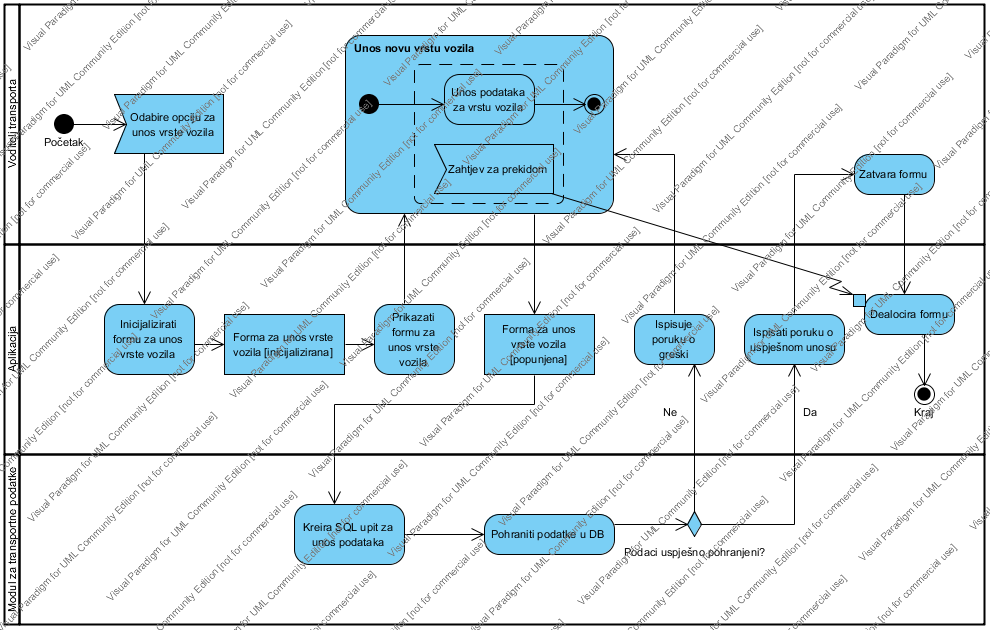 Voditelj transporta
Početak
Odabire opciju za
unos vrste vozila
Unos novu vrstu vozila
Unos podataka
za vrstu vozila
Zahtjev za prekidom
Zatvara formu
Aplikacija
Inicijalizirati
formu za unos
vrste vozila
Forma za unos vrste
vozila [inicijalizirana]
Prikazati
formu za
unos vrste
vozila
Forma za unos
vrste vozila
[popunjena]
Ispisuje
poruku o
greški
Ispisati poruku o
uspješnom unosu
Dealocira formu
Ne
Da
Kraj
Modul za transportne podatke
Kreira SQL upit za
unos podataka
Pohraniti podatke u DB
Podaci uspješno pohranjeni?
Visual Paradigm for UML Community Edition [not for commercial use]